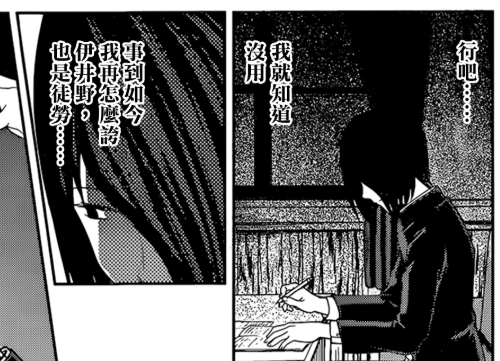 行吧……
我就知道
沒用
事到如今
我再怎麼誇
伊井野，
也是徒勞……